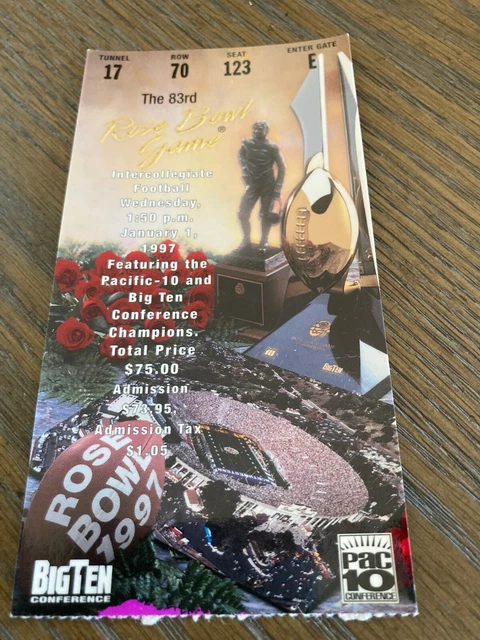 TUNNEL ROW SEAT ENTER GATE
17 70 123 E
The 83rd
Rose Bowl
Game®
Intercollegiate
Football
Wednesday,
1:50 p.m.
January 1,
1997
Featuring the
Pacific-10 and
Big Ten
Conference
Champions.
Total Price
$75.00
Admission
$73.95
Admission Tax
$1.05
BIGTEN
ROSE
BOWL
1997
BIGTEN
CONFERENCE
PAC
10
CONFERENCE